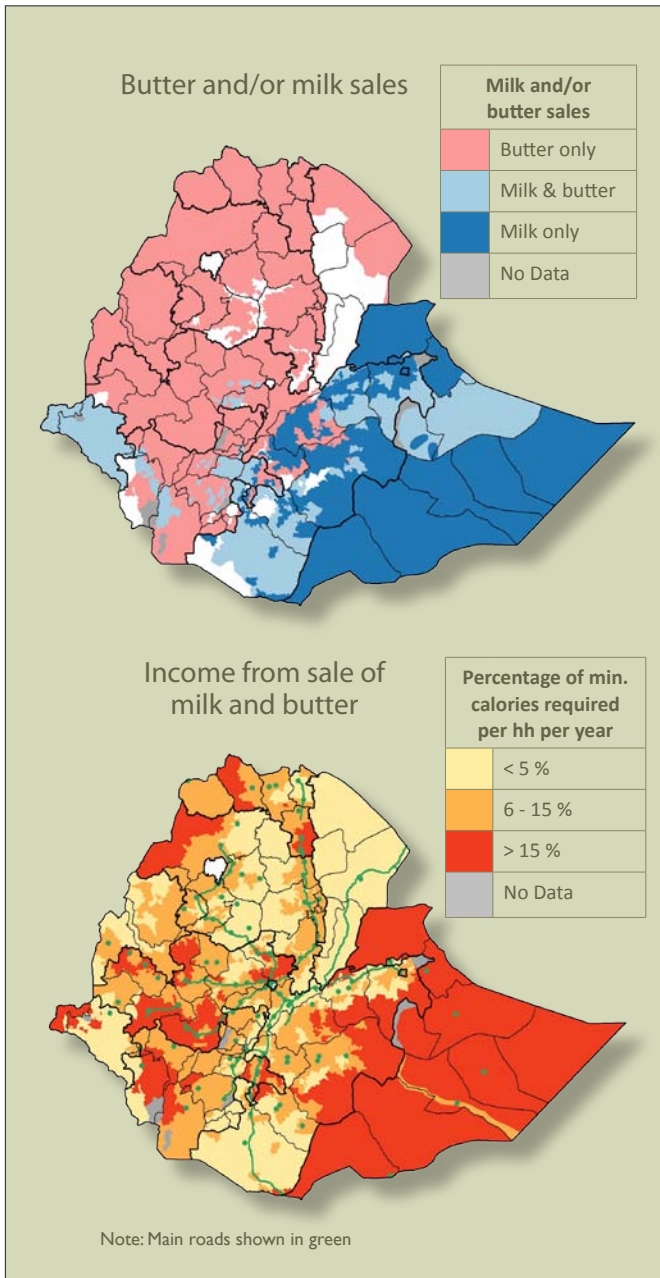 Butter and/or milk sales
Milk and/or
butter sales
Butter only
Milk & butter
Milk only
No Data
Income from sale of
milk and butter
Percentage of min.
calories required
per hh per year
< 5 %
6 - 15 %
> 15 %
No Data
Note: Main roads shown in green